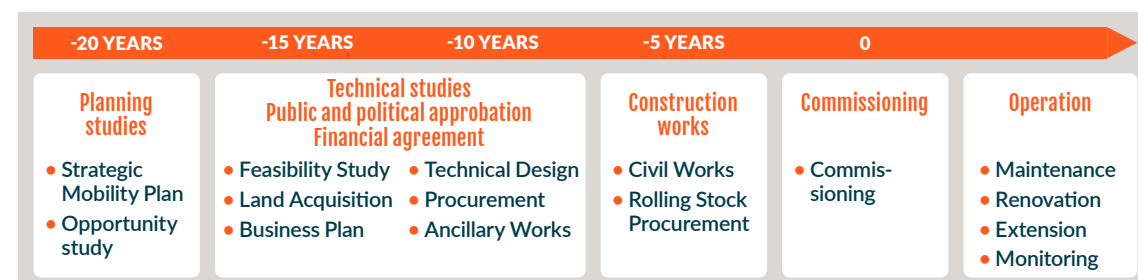 -20 YEARS -15 YEARS -10 YEARS -5 YEARS 0
Planning
studies
• Strategic
Mobility Plan
• Opportunity
study
Technical studies
Public and political approbation
Financial agreement
• Feasibility Study
• Land Acquisition
• Business Plan
• Technical Design
• Procurement
• Ancillary Works
Construction
works
• Civil Works
• Rolling Stock
Procurement
Commissioning
• Commis-
sioning
Operation
• Maintenance
• Renovation
• Extension
• Monitoring